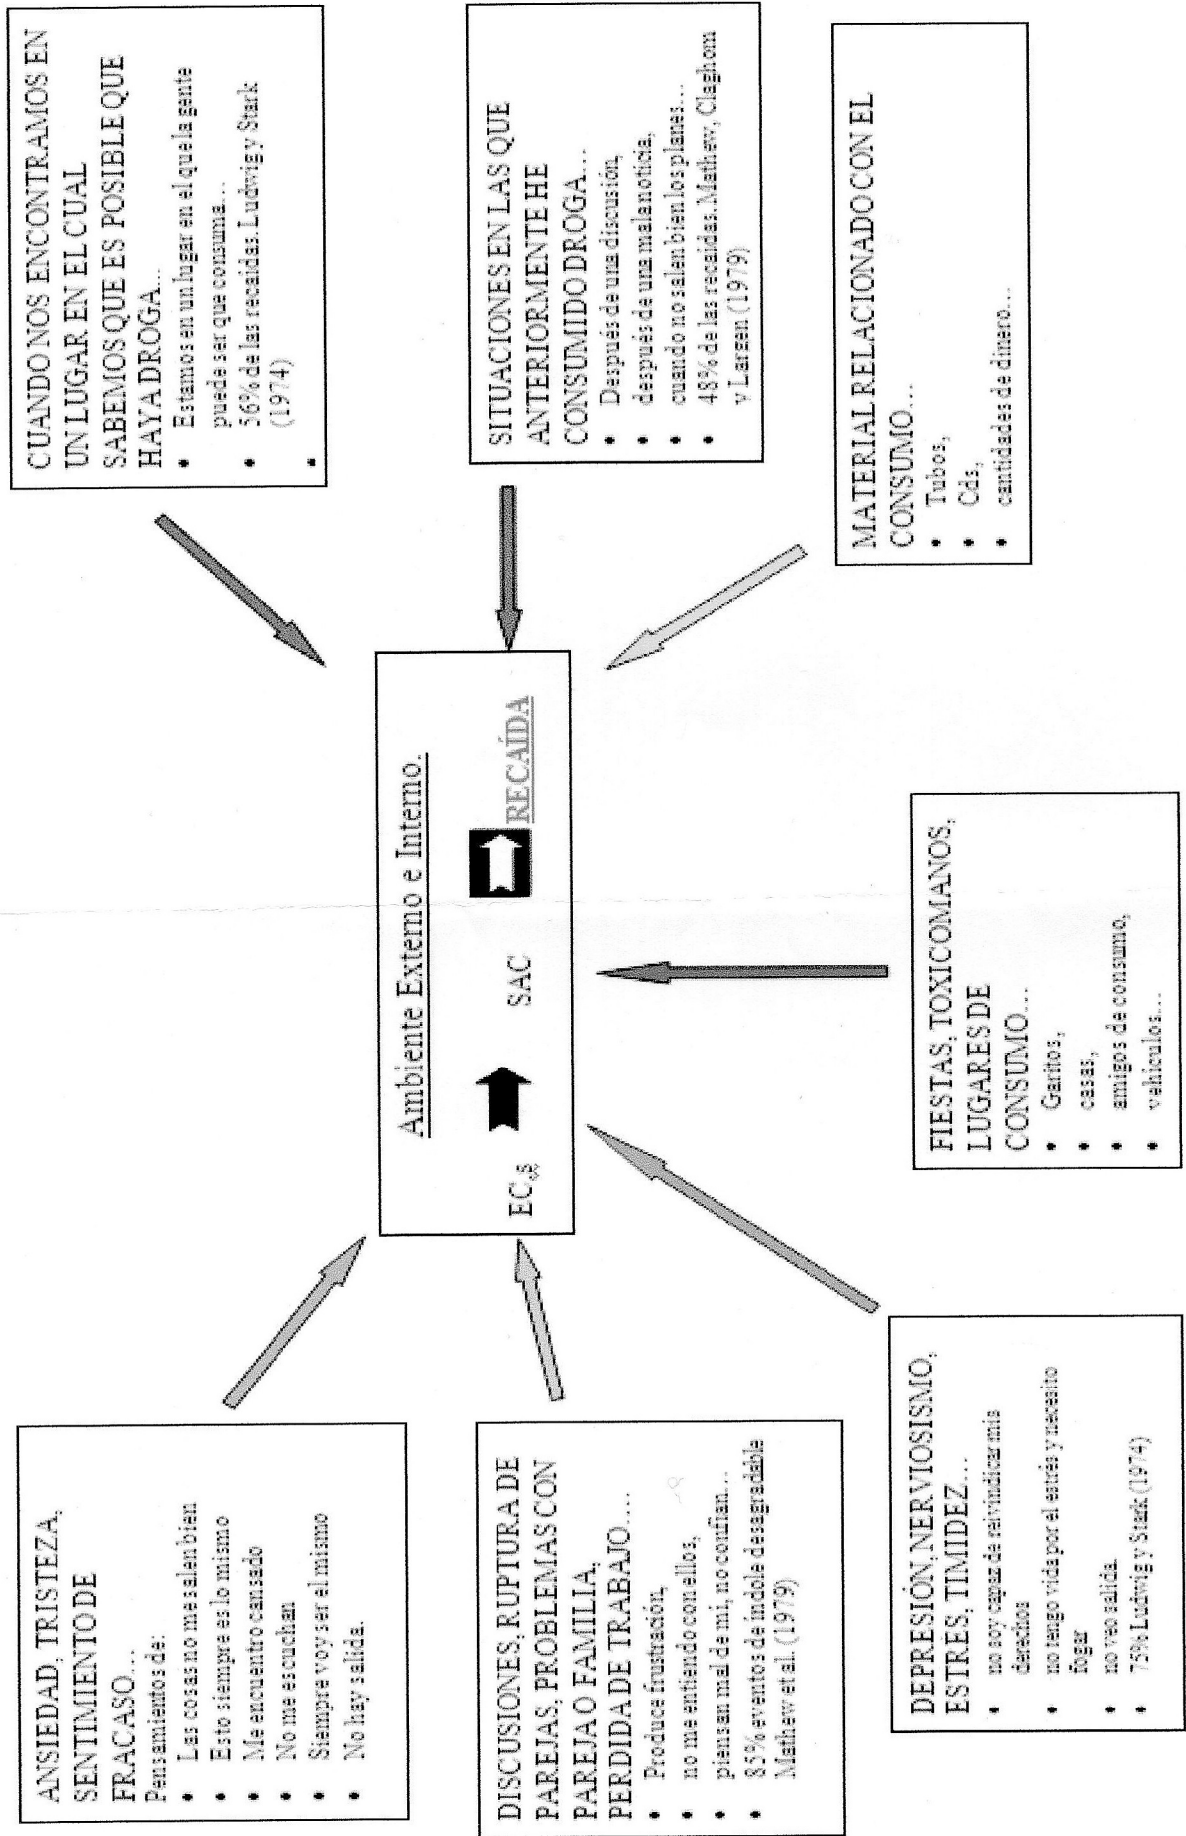 ANSIEDAD, TRISTEZA,
SENTIMIENTO DE
FRACASO...
Pensamientos de:
• Las cosas no me salen bien
• Esto siempre es lo mismo
• Me encuentro cansado
• No me escuchan
• Siempre voy ser el mismo
• No hay salida.
CUANDO NOS ENCONTRAMOS EN
UN LUGAR EN EL CUAL
SABEMOS QUE ES POSIBLE QUE
HAYA DROGA...
• Estamos en un lugar en el que la gente
puede ser que consuma...
• 56% de las recaídas. Ludwig y Stark
(1974)
•
Ambiente Externo e Interno.
EC,s SAC RECAÍDA
DISCUSIONES, RUPTURA DE
PAREJAS, PROBLEMAS CON
PAREJA O FAMILIA,
PERDIDA DE TRABAJO....
• Produce frustración,
• no me entiendo con ellos,
• piensan mal de mi, no confían...
• 85% eventos de índole desagradable
Mathew et al. (1979)
SITUACIONES EN LAS QUE
ANTERIORMENTE HE
CONSUMIDO DROGA...
• Después de una discusión,
• después de una mala noticia,
• cuando no salen bien los planes...
• 48% de las recaídas. Mathew, Claghorn
y Largen (1979)
DEPRESIÓN, NERVIOSISMO,
ESTRÉS, TIMIDEZ...
• no soy capaz de reivindicar mis
derechos
• no tengo vida por el estrés y necesito
fogar
• no veo salida.
• 75% Ludwig y Stark (1974)
FIESTAS, TOXICOMANOS,
LUGARES DE
CONSUMO...
• Garitos,
• casas,
• amigos de consumo,
• vehículos...
MATERIAL RELACIONADO CON EL
CONSUMO...
• Tubos,
• Cds,
• cantidades de dinero...